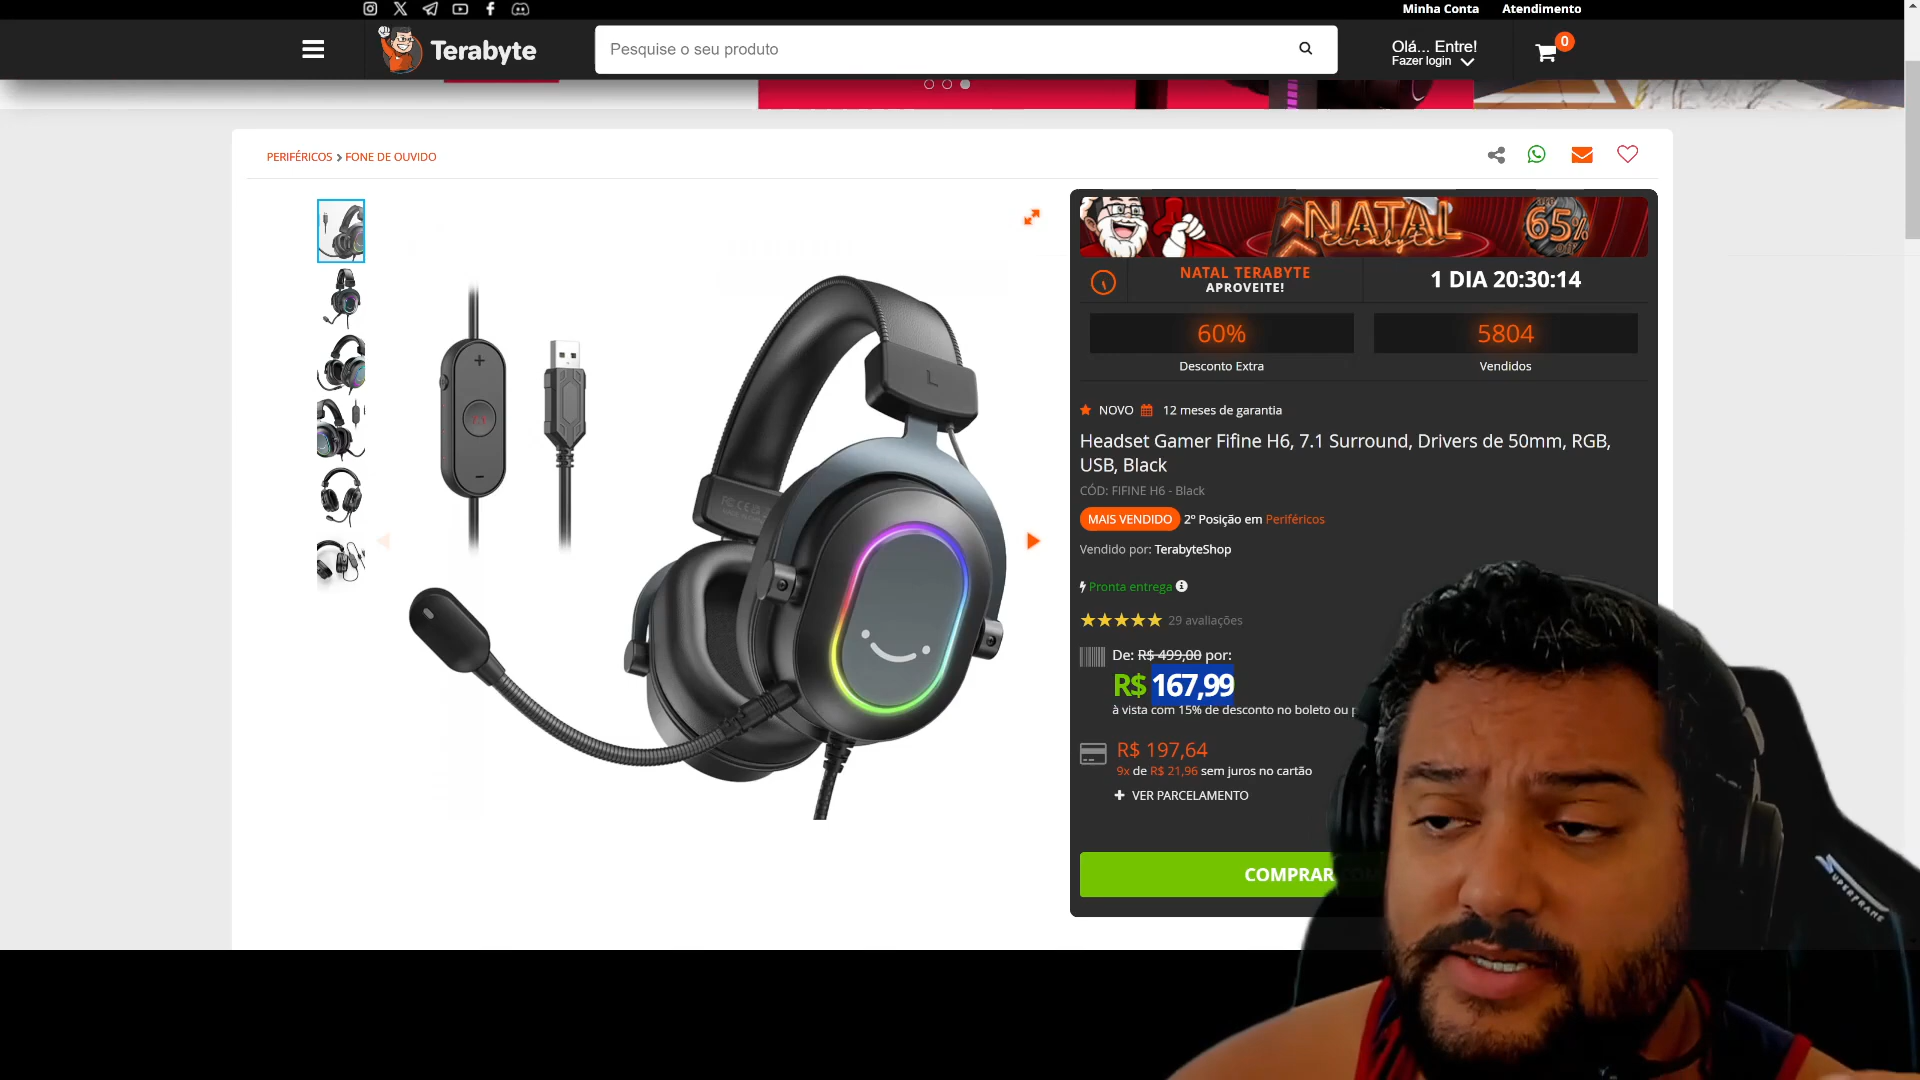 Minha Conta
Atendimento
Terabyte
Pesquise o seu produto
Olá... Entre!
Fazer login
0
PERIFÉRICOS
FONE DE OUVIDO
NATAL
terabyte
65%
NATAL TERABYTE
APROVEITE!
1 DIA 20:30:14
60%
Desconto Extra
5804
Vendidos
NOVO
12 meses de garantia
Headset Gamer Fifine H6, 7.1 Surround, Drivers de 50mm, RGB,
USB, Black
CÓD: FIFINE H6 - Black
MAIS VENDIDO 2º Posição em Periféricos
Vendido por: TerabyteShop
Pronta entrega
29 avaliações
De: R$ 499,00 por:
R$ 167,99
à vista com 15% de desconto no boleto ou
R$ 197,64
9x de R$ 21,96 sem juros no cartão
+ VER PARCELAMENTO
COMPRAR
L
7.1